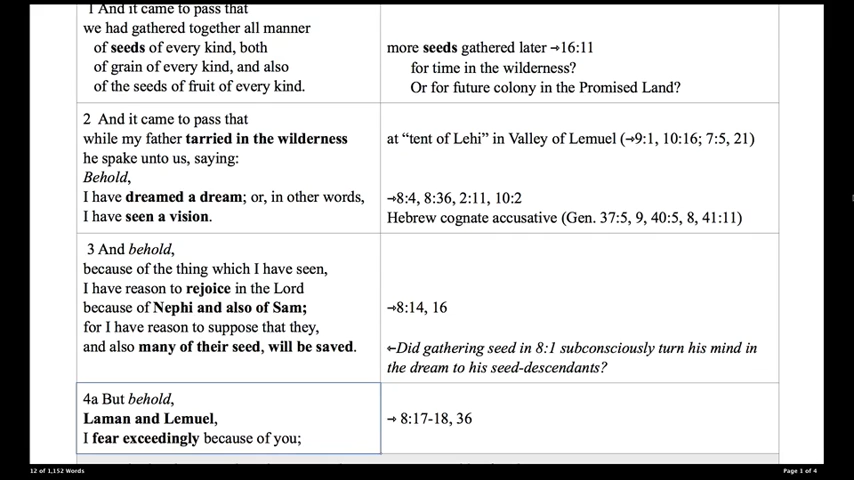 1 And it came to pass that
we had gathered together all manner
of seeds of every kind, both
of grain of every kind, and also
of the seeds of fruit of every kind.
more seeds gathered later →16:11
for time in the wilderness?
Or for future colony in the Promised Land?
2 And it came to pass that
while my father tarried in the wilderness
he spake unto us, saying:
Behold,
I have dreamed a dream; or, in other words,
I have seen a vision.
at “tent of Lehi” in Valley of Lemuel (→9:1, 10:16; 7:5, 21)
→8:4, 8:36, 2:11, 10:2
Hebrew cognate accusative (Gen. 37:5, 9, 40:5, 8, 41:11)
3 And behold,
because of the thing which I have seen,
I have reason to rejoice in the Lord
because of Nephi and also of Sam;
for I have reason to suppose that they,
and also many of their seed, will be saved.
→8:14, 16
←Did gathering seed in 8:1 subconsciously turn his mind in
the dream to his seed-descendants?
4a But behold,
Laman and Lemuel,
I fear exceedingly because of you;
→ 8:17-18, 36
12 of 1,152 Words
Page 1 of 4